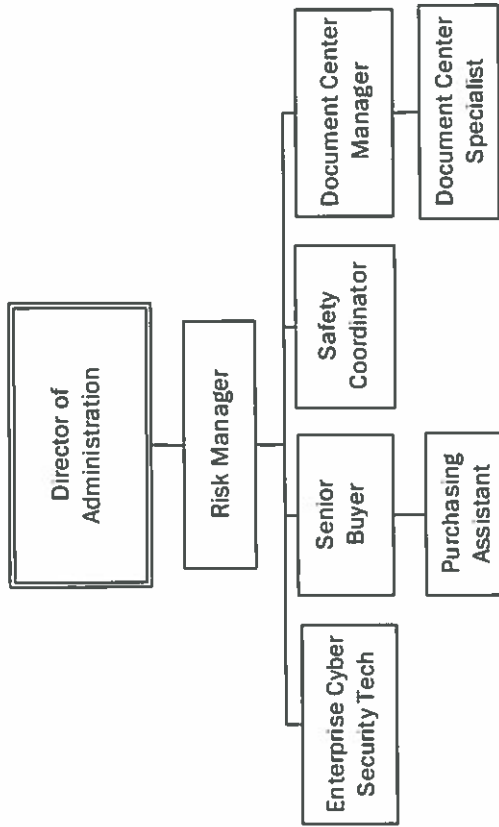 Director of
Administration
Risk Manager
Enterprise Cyber
Security Tech
Senior
Buyer
Safety
Coordinator
Document Center
Manager
Purchasing
Assistant
Document Center
Specialist